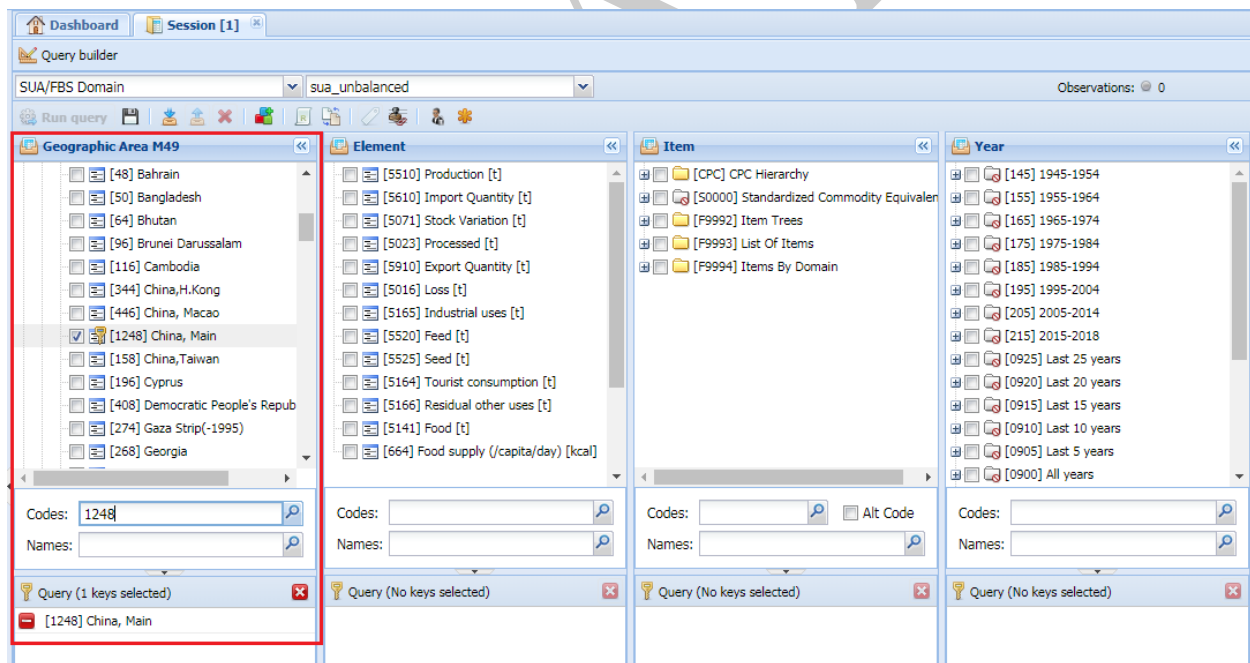 Dashboard
Session [1]
Query builder
SUA/FBS Domain
sua_unbalanced
Observations: 0
Run query
Geographic Area M49
[48] Bahrain
[50] Bangladesh
[64] Bhutan
[96] Brunei Darussalam
[116] Cambodia
[344] China,H.Kong
[446] China, Macao
[1248] China, Main
[158] China,Taiwan
[196] Cyprus
[408] Democratic People's Repub
[274] Gaza Strip(-1995)
[268] Georgia
Codes: 1248
Names:
Query (1 keys selected)
[1248] China, Main
Element
[5510] Production [t]
[5610] Import Quantity [t]
[5071] Stock Variation [t]
[5023] Processed [t]
[5910] Export Quantity [t]
[5016] Loss [t]
[5165] Industrial uses [t]
[5520] Feed [t]
[5525] Seed [t]
[5164] Tourist consumption [t]
[5166] Residual other uses [t]
[5141] Food [t]
[664] Food supply (/capita/day) [kcal]
Codes:
Names:
Query (No keys selected)
Item
[CPC] CPC Hierarchy
[S0000] Standardized Commodity Equivalen
[F9992] Item Trees
[F9993] List Of Items
[F9994] Items By Domain
Codes:
Alt Code
Names:
Query (No keys selected)
Year
[145] 1945-1954
[155] 1955-1964
[165] 1965-1974
[175] 1975-1984
[185] 1985-1994
[195] 1995-2004
[205] 2005-2014
[215] 2015-2018
[0925] Last 25 years
[0920] Last 20 years
[0915] Last 15 years
[0910] Last 10 years
[0905] Last 5 years
[0900] All years
Codes:
Names:
Query (No keys selected)